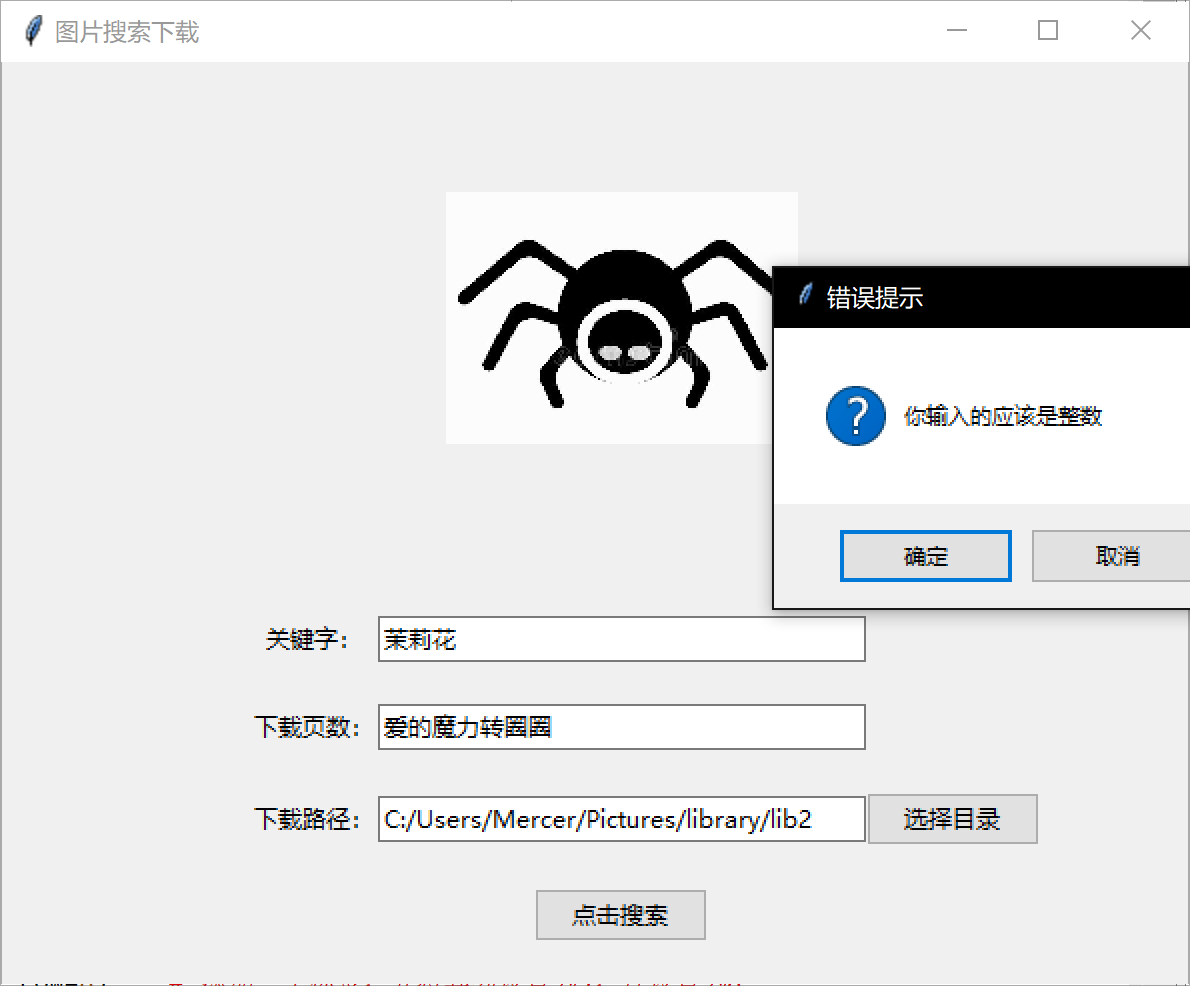 图片搜索下载
错误提示
你输入的应该是整数
确定
取消
关键字：
茉莉花
下载页数：
爱的魔力转圈圈
下载路径：
C:/Users/Mercer/Pictures/library/lib2
选择目录
点击搜索